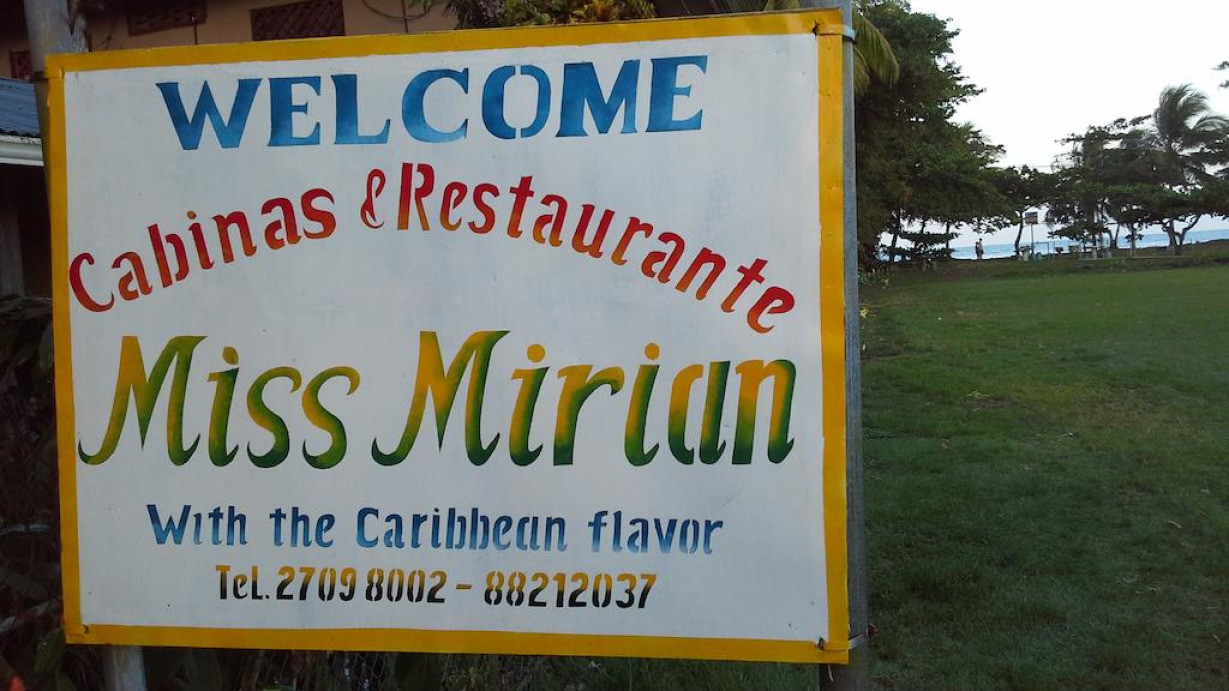 WELCOME
Cabinas & Restaurante
Miss Mirian
With the Caribbean flavor
TeL. 2709 8002 - 88212037